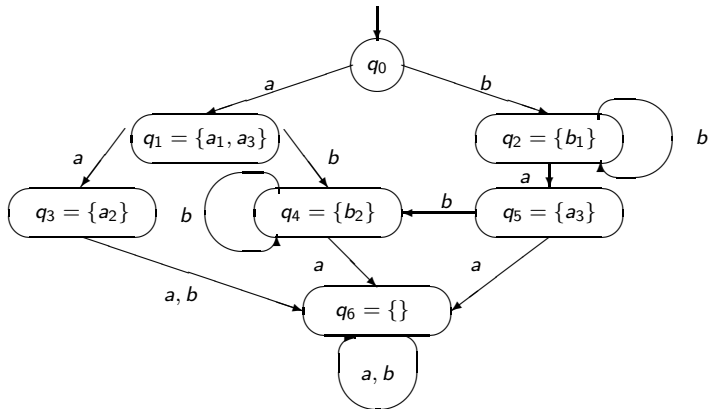 q₀
a
b
q₁ = {a₁, a₃}
q₂ = {b₁}
b
a
b
a
q₃ = {a₂}
b
q₄ = {b₂}
b
q₅ = {a₃}
a, b
a
a
q₆ = {}
a, b